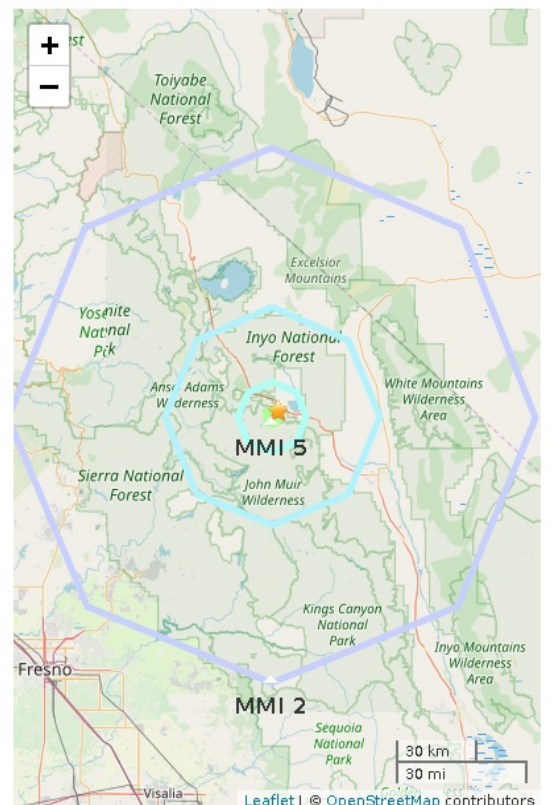 +
est
−
Toiyabe
National
Forest
Excelsior
Mountains
Yosemite
National
Inyo National
Forest
White Mountains
Wilderness
Area
Ansel Adams
Wilderness
MMI 5
Sierra National
Forest
John Muir
Wilderness
Kings Canyon
National
Park
Inyo Mountains
Wilderness
Area
Fresno
MMI 2
Sequoia
National
Park
30 km
30 mi
Visalia
Golden
Leaflet | © OpenStreetMap contributors